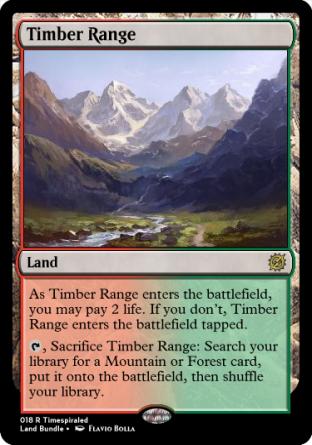 Timber Range
Land
As Timber Range enters the battlefield,
you may pay 2 life. If you don't, Timber
Range enters the battlefield tapped.
, Sacrifice Timber Range: Search your
library for a Mountain or Forest card,
put it onto the battlefield, then shuffle
your library.
018 R Timespiraled
Land Bundle • Flavio Bolla